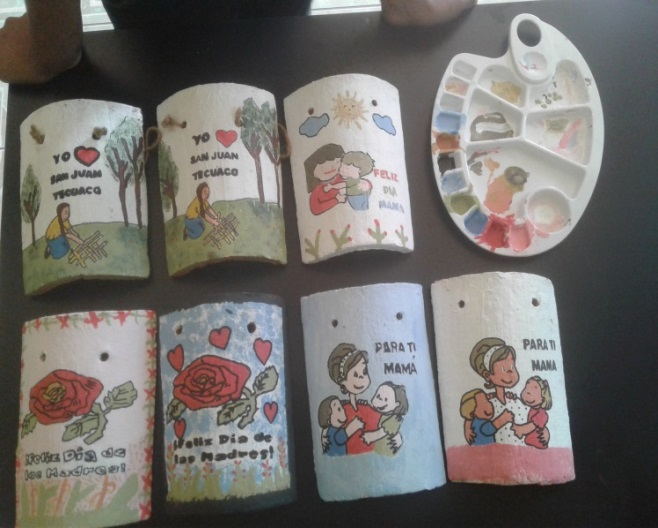 YO
SAN JUAN
TECUACO
YO
SAN JUAN
TECUACO
FELIZ
DIA
MAMA
¡Feliz Día de
las Madres!
¡Feliz Día de
las Madres!
PARA TI
MAMÁ
PARA TI
MAMA